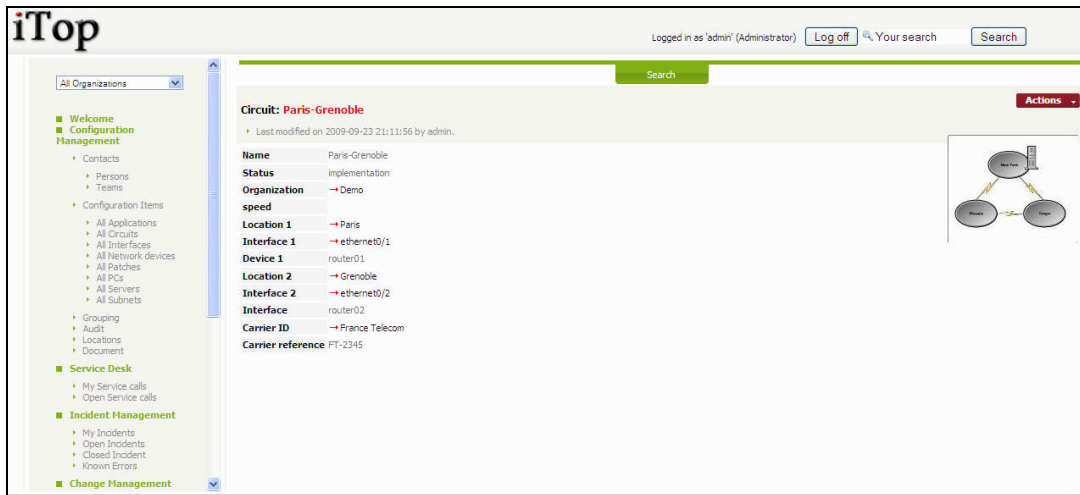 iTop
Logged in as 'admin' (Administrator) Log off Your search Search
All Organizations
Welcome
Configuration
Management
Contacts
Persons
Teams
Configuration Items
All Applications
All Circuits
All Interfaces
All Network devices
All Patches
All PCs
All Servers
All Subnets
Grouping
Audit
Locations
Document
Service Desk
My Service calls
Open Service calls
Incident Management
My Incidents
Open Incidents
Closed Incident
Known Errors
Change Management
Search
Actions
Circuit: Paris-Grenoble
Last modified on 2009-09-23 21:11:56 by admin.
Name Paris-Grenoble
Status implementation
Organization → Demo
speed
Location 1 → Paris
Interface 1 → ethernet0/1
Device 1 router01
Location 2 → Grenoble
Interface 2 → ethernet0/2
Interface router02
Carrier ID → France Telecom
Carrier reference FT-2345